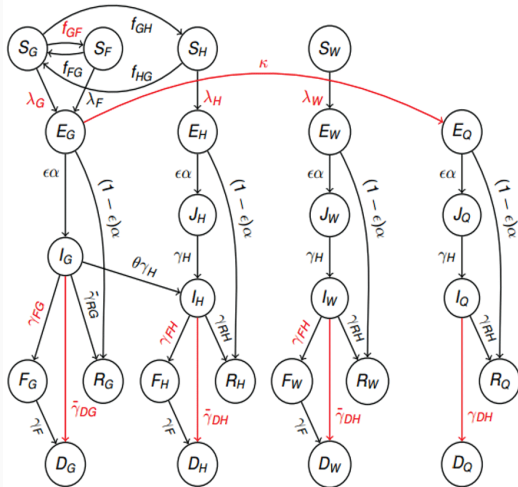 f_GH
S_G f_GF S_F S_H S_W
f_FG f_HG κ
λ_G λ_F λ_H λ_W
E_G E_H E_W E_Q
ϵα (1 − ϵ)α ϵα (1 − ϵ)α ϵα (1 − ϵ)α ϵα (1 − ϵ)α
J_H J_W J_Q
I_G θγ_H γ_H γ_H γ_H
I_H I_W I_Q
γ_FG γ̄_RG γ_FH γ_RH γ_FH γ_RH γ_RH
F_G R_G F_H R_H F_W R_W R_Q
γ_F γ̄_DG γ_F γ̄_DH γ_F γ̄_DH γ_DH
D_G D_H D_W D_Q